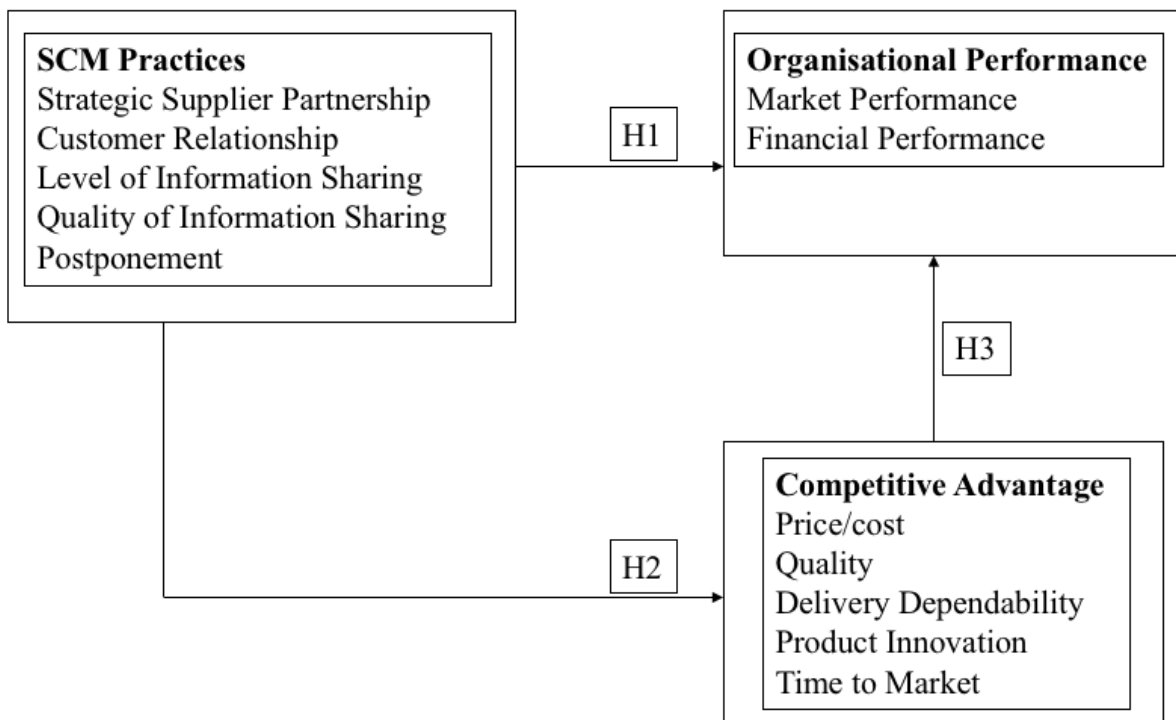 SCM Practices
Strategic Supplier Partnership
Customer Relationship
Level of Information Sharing
Quality of Information Sharing
Postponement
H1
Organisational Performance
Market Performance
Financial Performance
H3
H2
Competitive Advantage
Price/cost
Quality
Delivery Dependability
Product Innovation
Time to Market